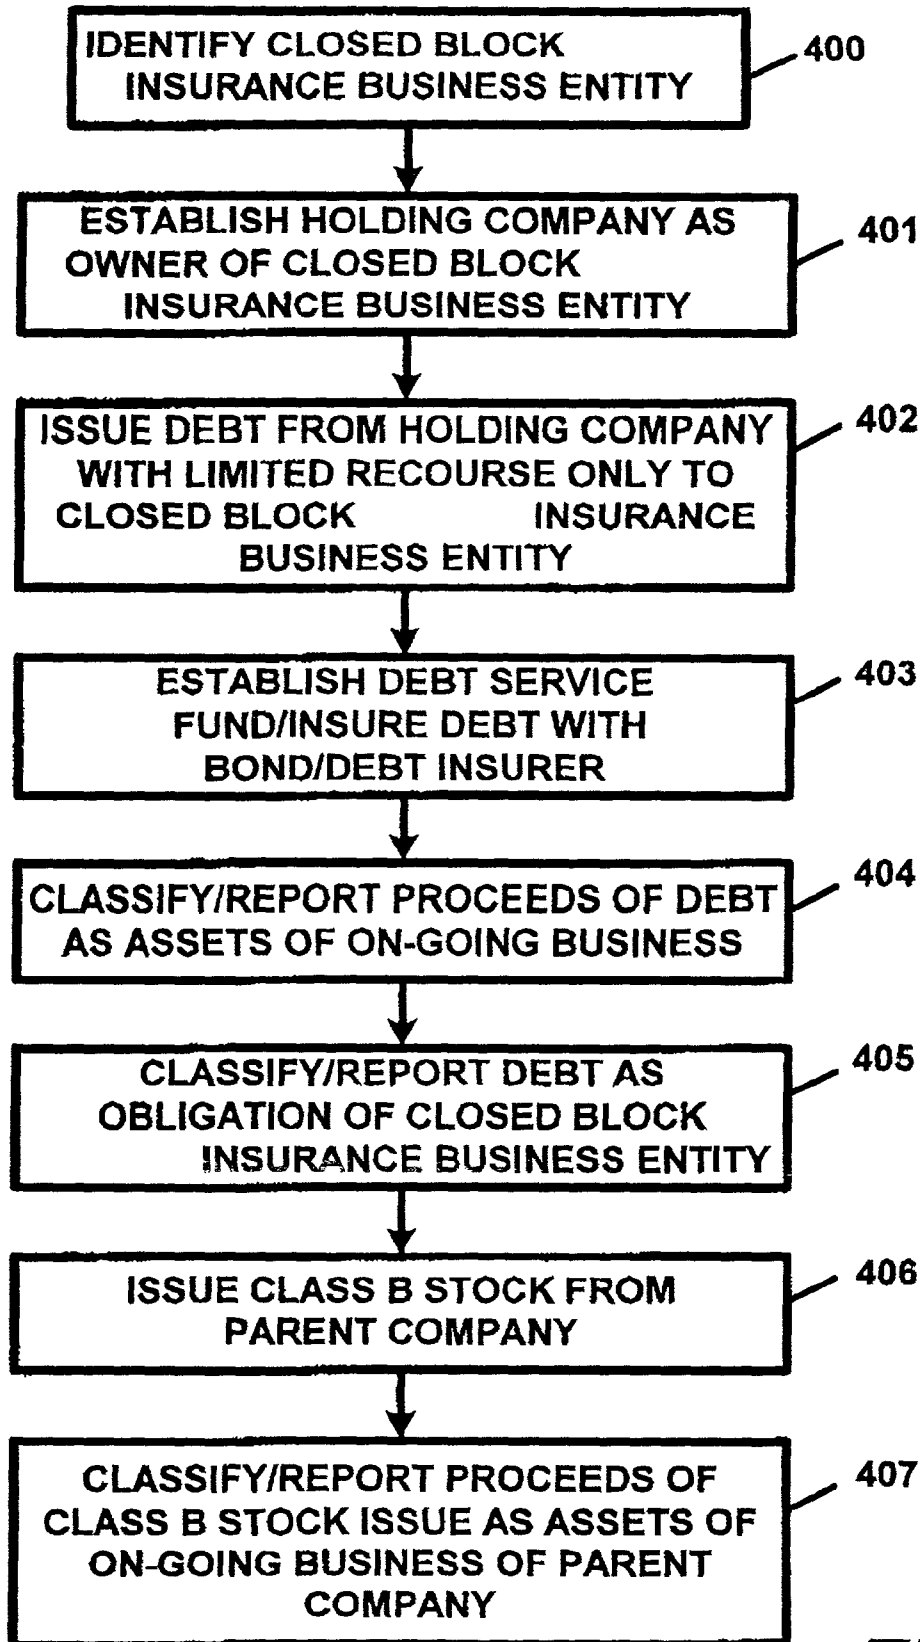 IDENTIFY CLOSED BLOCK
INSURANCE BUSINESS ENTITY
400
ESTABLISH HOLDING COMPANY AS
OWNER OF CLOSED BLOCK
INSURANCE BUSINESS ENTITY
401
ISSUE DEBT FROM HOLDING COMPANY
WITH LIMITED RECOURSE ONLY TO
CLOSED BLOCK INSURANCE
BUSINESS ENTITY
402
ESTABLISH DEBT SERVICE
FUND/INSURE DEBT WITH
BOND/DEBT INSURER
403
CLASSIFY/REPORT PROCEEDS OF DEBT
AS ASSETS OF ON-GOING BUSINESS
404
CLASSIFY/REPORT DEBT AS
OBLIGATION OF CLOSED BLOCK
INSURANCE BUSINESS ENTITY
405
ISSUE CLASS B STOCK FROM
PARENT COMPANY
406
CLASSIFY/REPORT PROCEEDS OF
CLASS B STOCK ISSUE AS ASSETS OF
ON-GOING BUSINESS OF PARENT
COMPANY
407